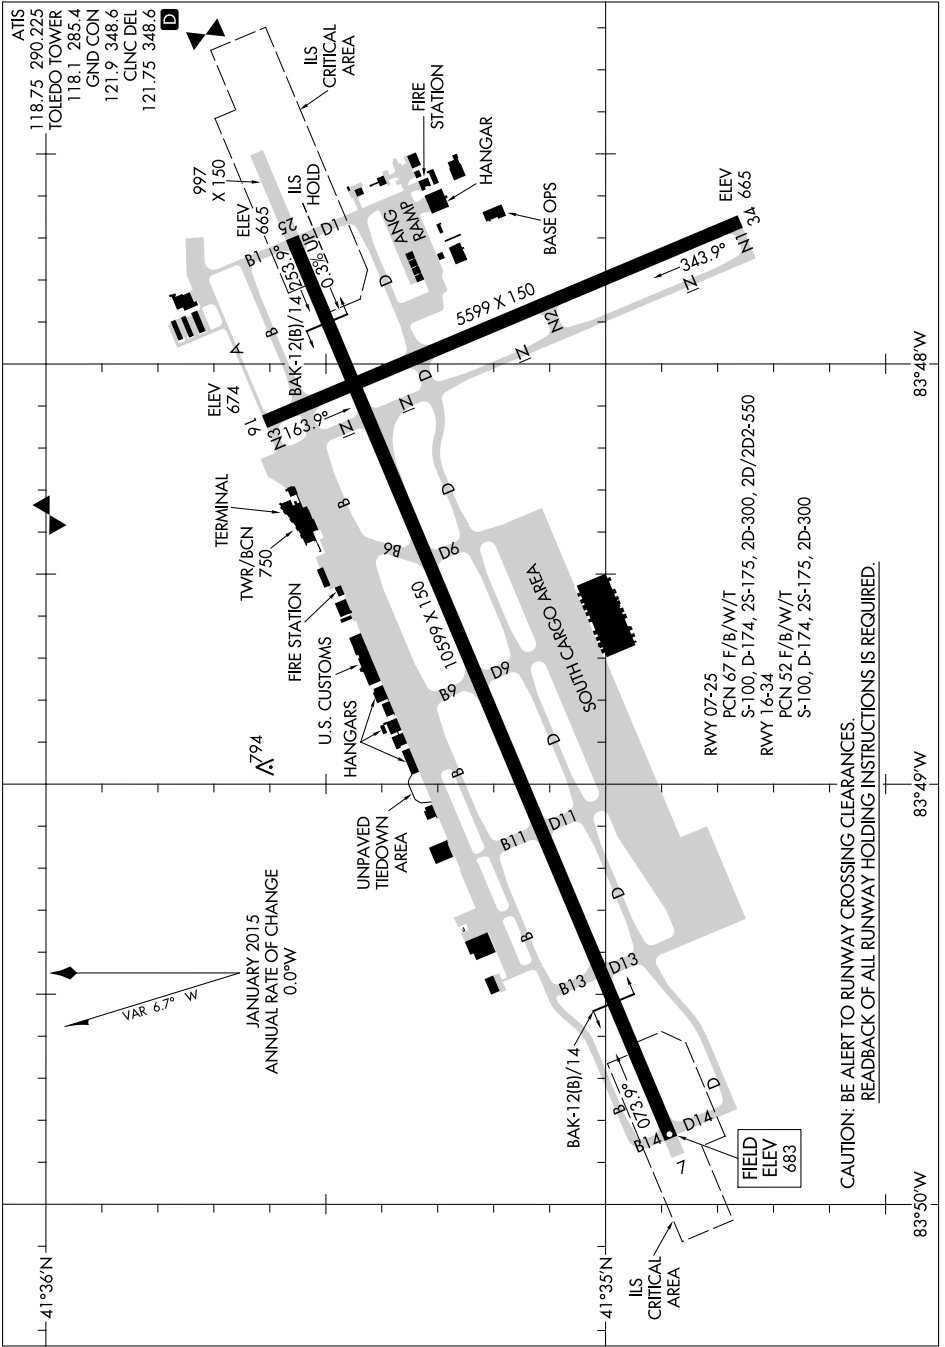 ATIS
118.75 290.225
TOLEDO TOWER
118.1 285.4
GND CON
121.9 348.6
CLNC DEL
121.75 348.6
D
ILS
CRITICAL
AREA
997
X 150
ELEV
665
25
ILS
HOLD
FIRE
STATION
HANGAR
BASE OPS
ANG
RAMP
D1
B1
253.9°
0.3% UP
BAK-12(B)/14
A
B
D
ELEV
665
34
N1
343.9°
N
5599 X 150
N2
N
D
N
N
ELEV
674
16
N3
163.9°
83°48'W
TERMINAL
TWR/BCN
750
B
D
B6
D6
FIRE STATION
U.S. CUSTOMS
HANGARS
10599 X 150
SOUTH CARGO AREA
B9
D9
D
B
794
UNPAVED
TIEDOWN
AREA
B11
D11
83°49'W
RWY 07-25
PCN 67 F/B/W/T
S-100, D-174, 2S-175, 2D-300, 2D/2D2-550
RWY 16-34
PCN 52 F/B/W/T
S-100, D-174, 2S-175, 2D-300
JANUARY 2015
ANNUAL RATE OF CHANGE
0.0°W
VAR 6.7° W
B
D
B13
D13
BAK-12(B)/14
B
073.9°
D
B14
D14
7
FIELD
ELEV
683
ILS
CRITICAL
AREA
83°50'W
41°36'N
41°35'N
CAUTION: BE ALERT TO RUNWAY CROSSING CLEARANCES.
READBACK OF ALL RUNWAY HOLDING INSTRUCTIONS IS REQUIRED.